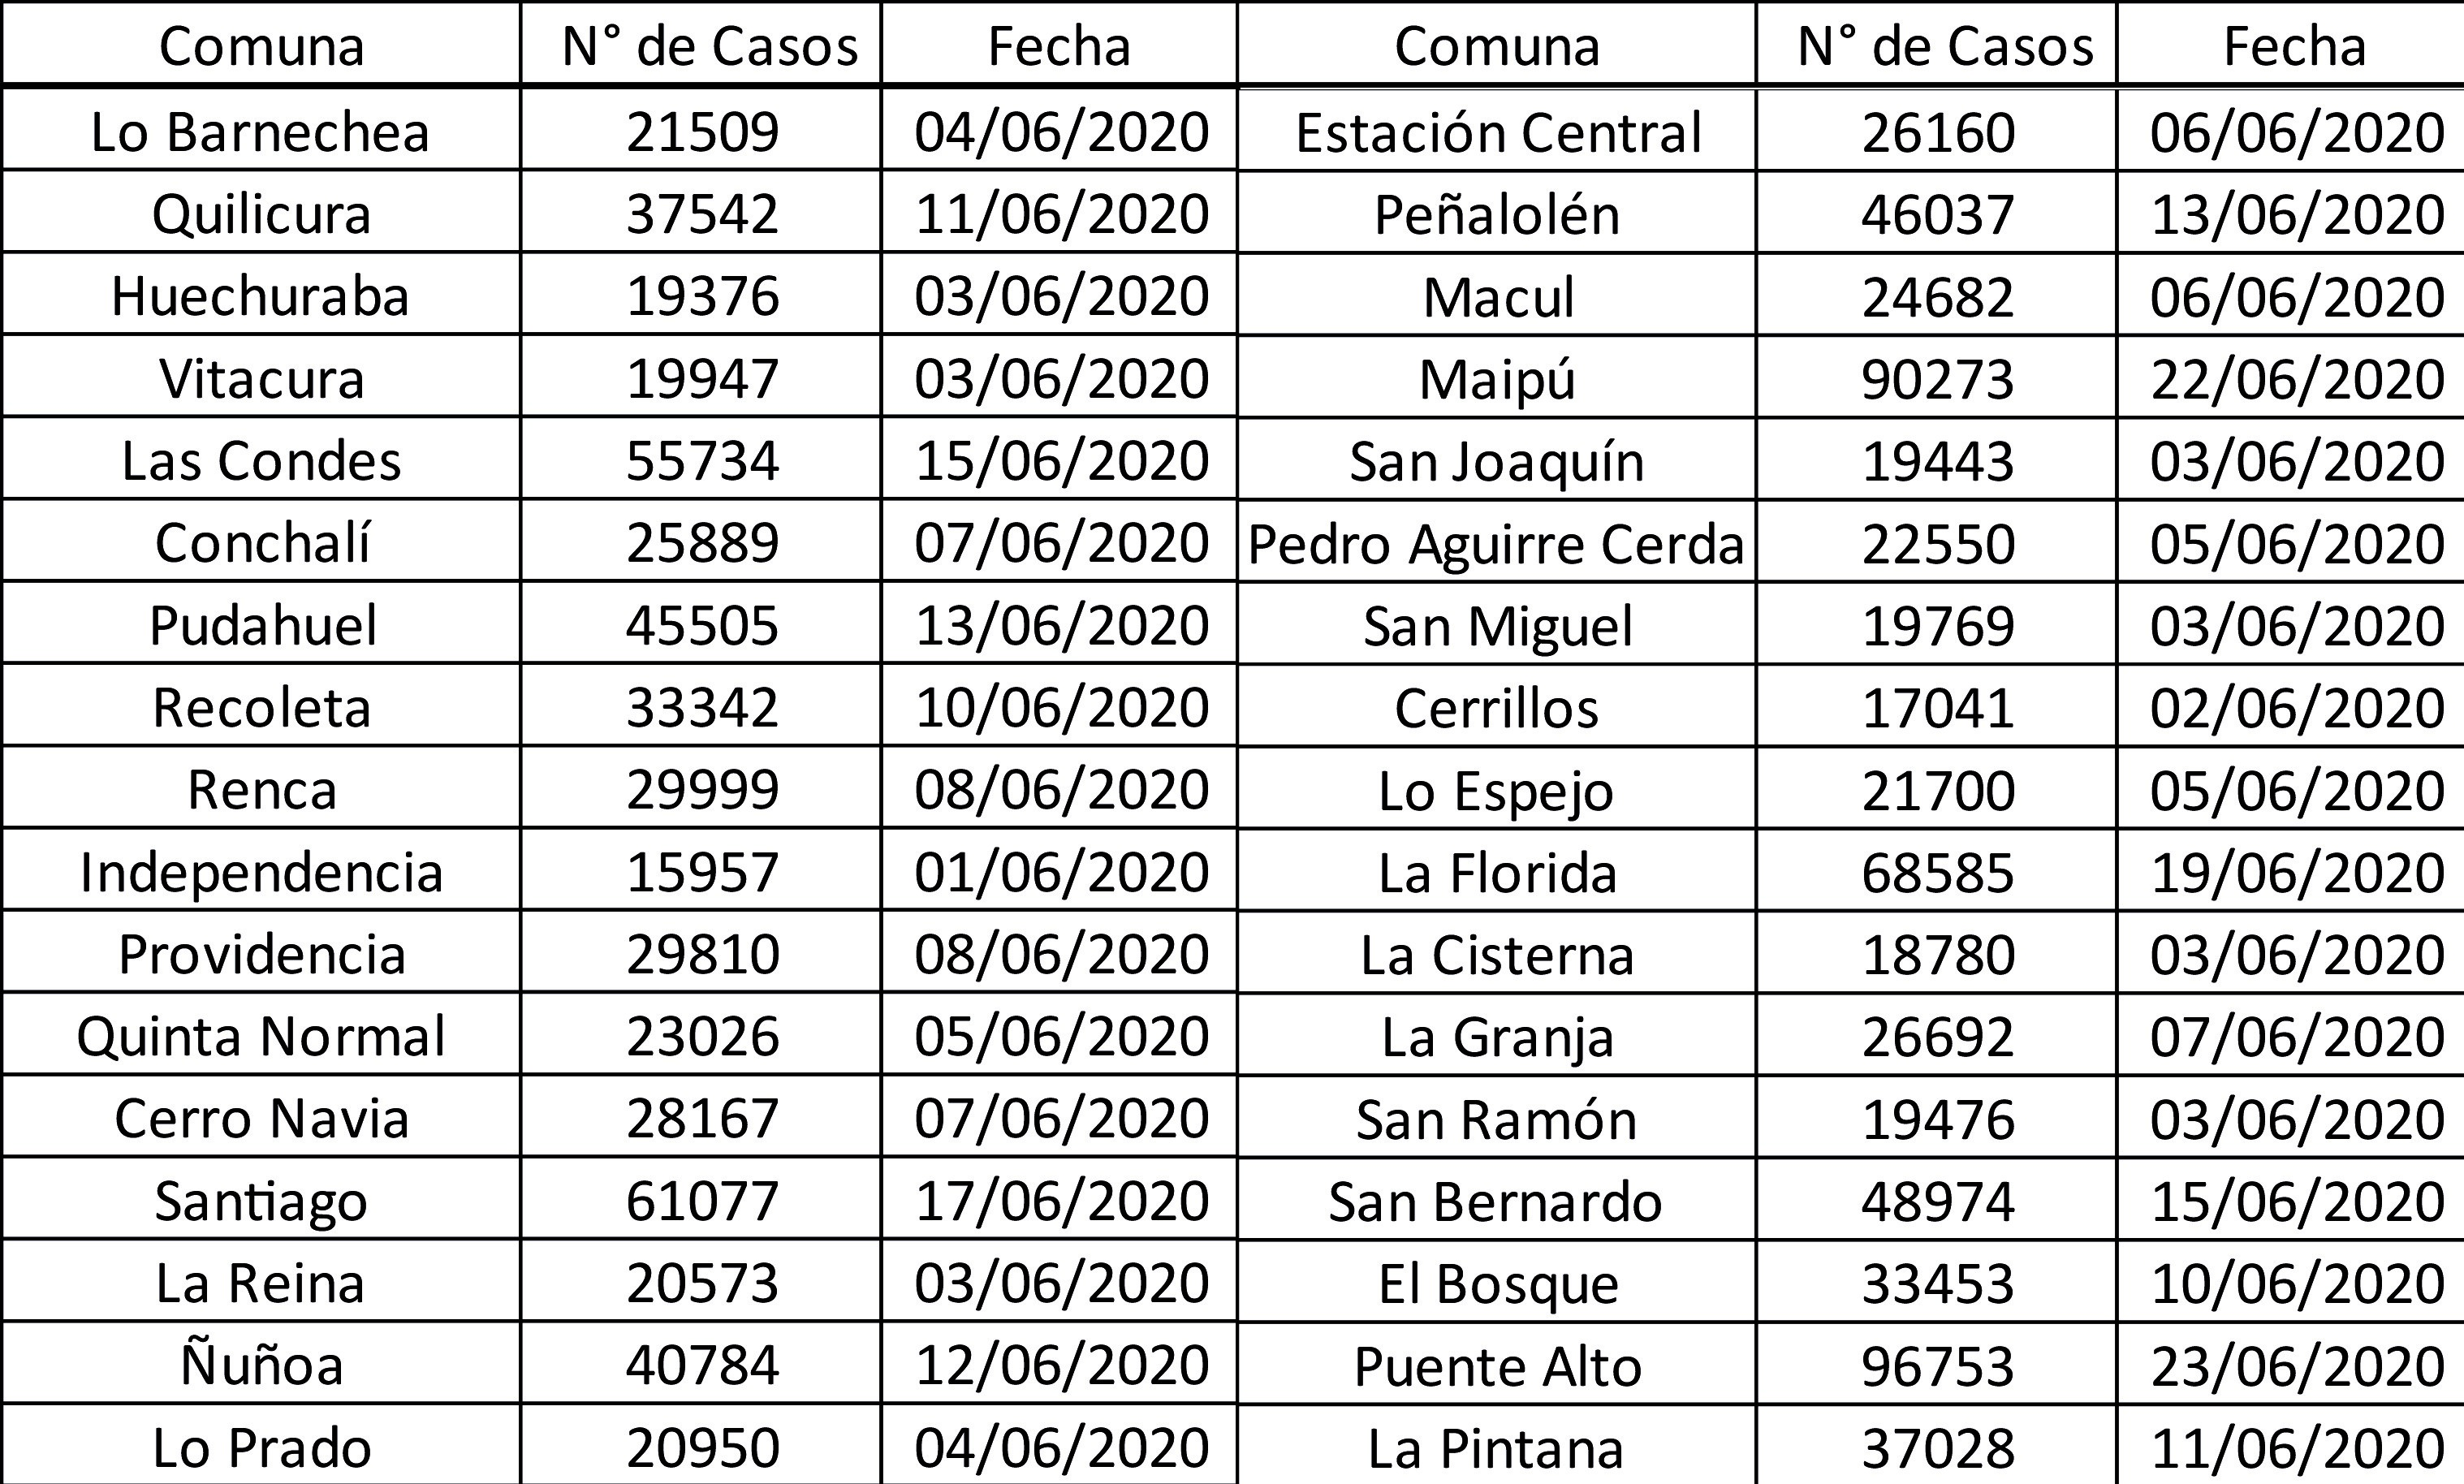 Comuna N° de Casos Fecha Comuna N° de Casos Fecha
Lo Barnechea 21509 04/06/2020 Estación Central 26160 06/06/2020
Quilicura 37542 11/06/2020 Peñalolén 46037 13/06/2020
Huechuraba 19376 03/06/2020 Macul 24682 06/06/2020
Vitacura 19947 03/06/2020 Maipú 90273 22/06/2020
Las Condes 55734 15/06/2020 San Joaquín 19443 03/06/2020
Conchalí 25889 07/06/2020 Pedro Aguirre Cerda 22550 05/06/2020
Pudahuel 45505 13/06/2020 San Miguel 19769 03/06/2020
Recoleta 33342 10/06/2020 Cerrillos 17041 02/06/2020
Renca 29999 08/06/2020 Lo Espejo 21700 05/06/2020
Independencia 15957 01/06/2020 La Florida 68585 19/06/2020
Providencia 29810 08/06/2020 La Cisterna 18780 03/06/2020
Quinta Normal 23026 05/06/2020 La Granja 26692 07/06/2020
Cerro Navia 28167 07/06/2020 San Ramón 19476 03/06/2020
Santiago 61077 17/06/2020 San Bernardo 48974 15/06/2020
La Reina 20573 03/06/2020 El Bosque 33453 10/06/2020
Ñuñoa 40784 12/06/2020 Puente Alto 96753 23/06/2020
Lo Prado 20950 04/06/2020 La Pintana 37028 11/06/2020